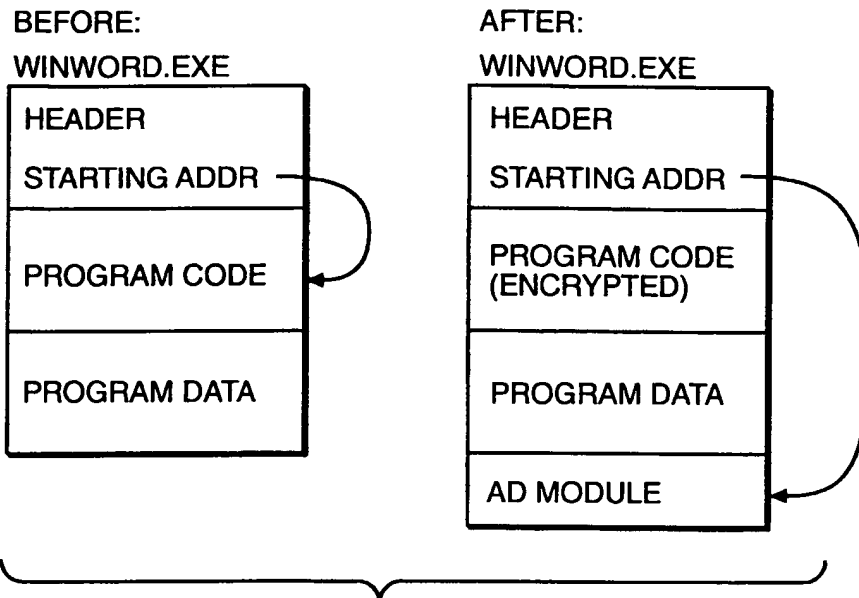 BEFORE:
WINWORD.EXE
HEADER
STARTING ADDR
PROGRAM CODE
PROGRAM DATA
AFTER:
WINWORD.EXE
HEADER
STARTING ADDR
PROGRAM CODE
(ENCRYPTED)
PROGRAM DATA
AD MODULE